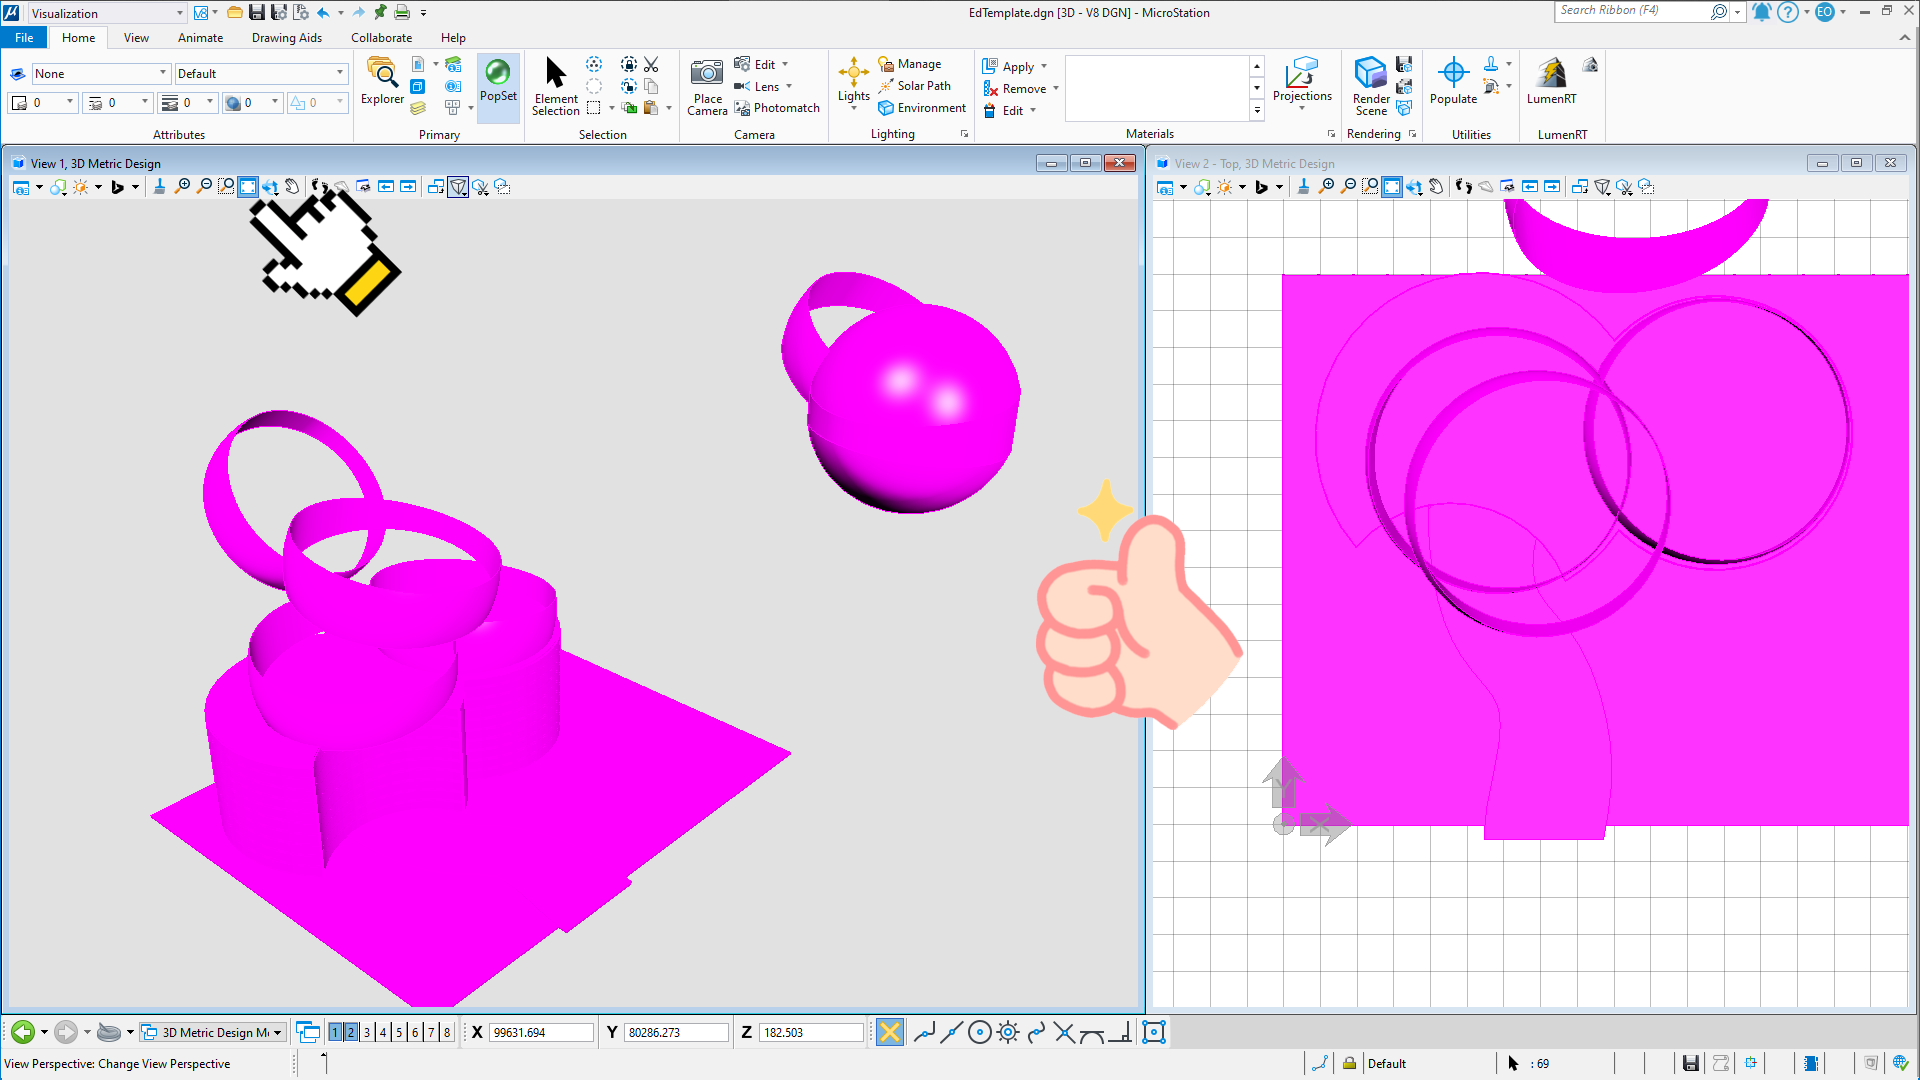 Visualization
EdTemplate.dgn [3D - V8 DGN] - MicroStation
Search Ribbon (F4)
EO
File Home View Animate Drawing Aids Collaborate Help
None Default
0 0 0 0 0
Attributes
Explorer
PopSet
Primary
Element Selection
Selection
Place Camera
Edit
Lens
Photomatch
Camera
Lights
Manage
Solar Path
Environment
Lighting
Apply
Remove
Edit
Materials
Projections
Render Scene
Rendering
Populate
Utilities
LumenRT
LumenRT
View 1, 3D Metric Design
View 2 - Top, 3D Metric Design
Y
X
3D Metric Design Mo
1 2 3 4 5 6 7 8
X 99631.694 Y 80286.273 Z 182.503
View Perspective: Change View Perspective
Default
: 69